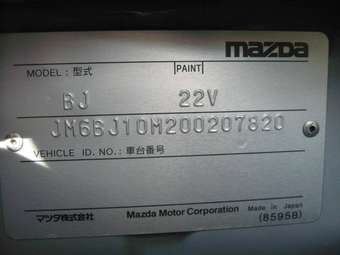 mazda
MODEL: 型式 PAINT
BJ 22V
JM6BJ10M200207820
VEHICLE ID. NO.: 車台番号
マツダ株式会社 Mazda Motor Corporation Made in Japan
(8595B)